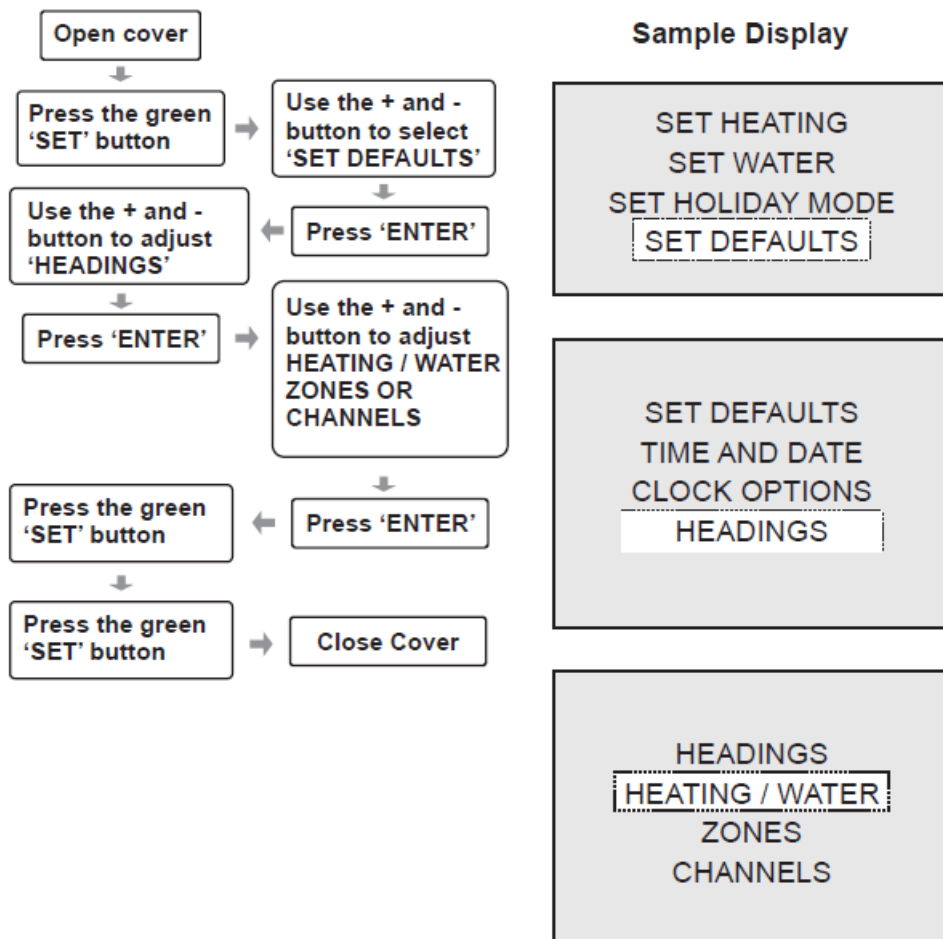 Open cover
Press the green
‘SET’ button
Use the + and -
button to select
‘SET DEFAULTS’
Press ‘ENTER’
Use the + and -
button to adjust
‘HEADINGS’
Press ‘ENTER’
Use the + and -
button to adjust
HEATING / WATER
ZONES OR
CHANNELS
Press ‘ENTER’
Press the green
‘SET’ button
Press the green
‘SET’ button
Close Cover
Sample Display
SET HEATING
SET WATER
SET HOLIDAY MODE
SET DEFAULTS
SET DEFAULTS
TIME AND DATE
CLOCK OPTIONS
HEADINGS
HEADINGS
HEATING / WATER
ZONES
CHANNELS